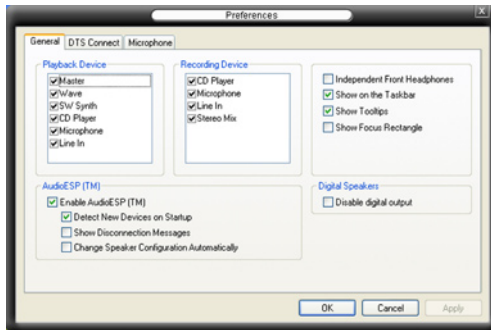 Preferences
X
General DTS Connect Microphone
Playback Device
Master
Wave
SW Synth
CD Player
Microphone
Line In
Recording Device
CD Player
Microphone
Line In
Stereo Mix
Independent Front Headphones
Show on the Taskbar
Show Tooltips
Show Focus Rectangle
AudioESP (TM)
Enable AudioESP (TM)
Detect New Devices on Startup
Show Disconnection Messages
Change Speaker Configuration Automatically
Digital Speakers
Disable digital output
OK Cancel Apply